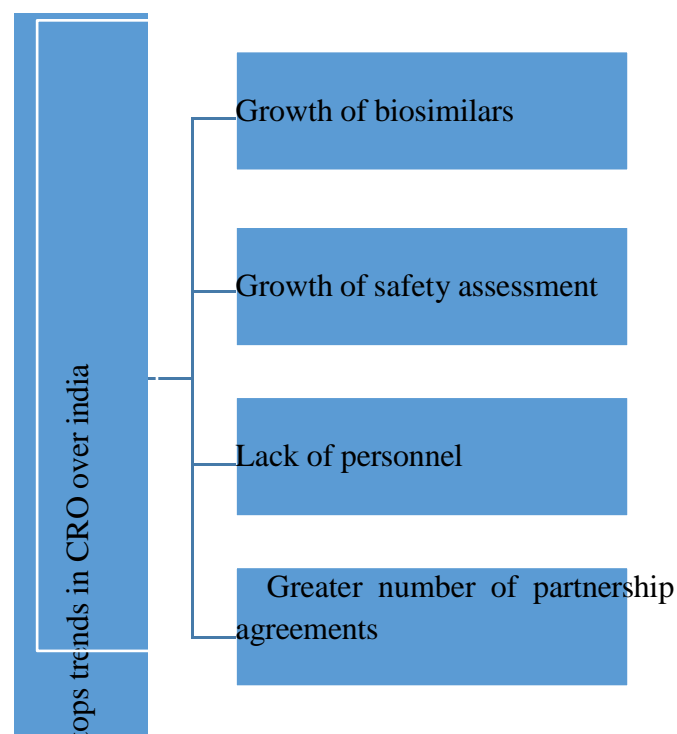 tops trends in CRO over india
Growth of biosimilars
Growth of safety assessment
Lack of personnel
Greater number of partnership
agreements